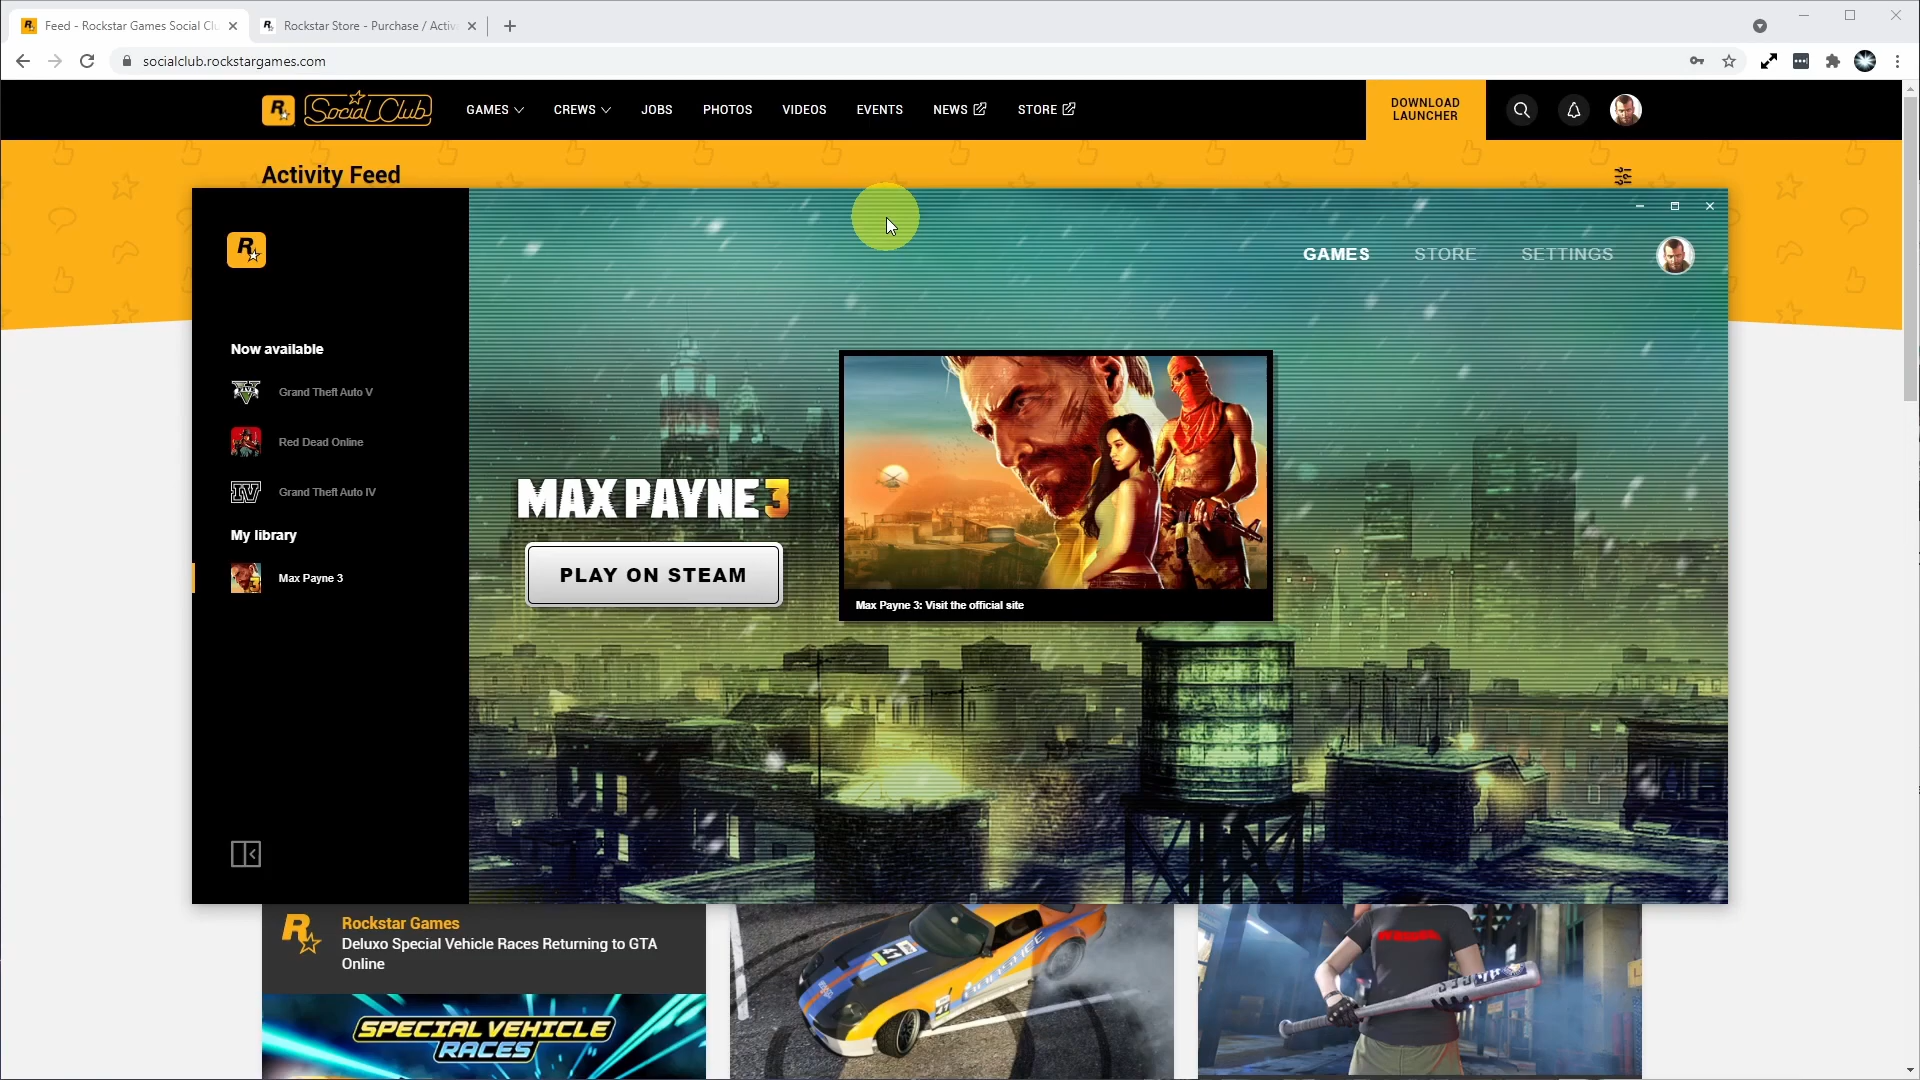 Feed - Rockstar Games Social Clu
Rockstar Store - Purchase / Activ
socialclub.rockstargames.com
R
Social Club
GAMES
CREWS
JOBS
PHOTOS
VIDEOS
EVENTS
NEWS
STORE
DOWNLOAD
LAUNCHER
Activity Feed
R
GAMES
STORE
SETTINGS
Now available
Grand Theft Auto V
Red Dead Online
IV
Grand Theft Auto IV
My library
Max Payne 3
MAX PAYNE 3
PLAY ON STEAM
Max Payne 3: Visit the official site
R
Rockstar Games
Deluxo Special Vehicle Races Returning to GTA
Online
SPECIAL VEHICLE
RACES